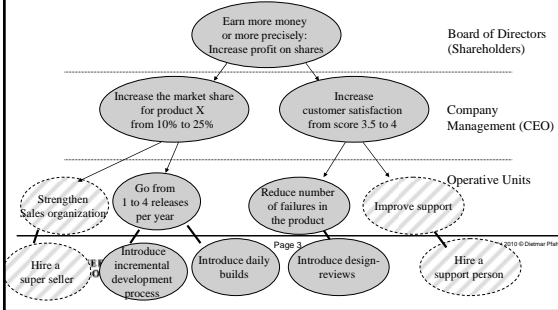 Earn more money
or more precisely:
Increase profit on shares
Board of Directors
(Shareholders)
Increase the market share
for product X
from 10% to 25%
Increase
customer satisfaction
from score 3.5 to 4
Company
Management (CEO)
Operative Units
Strengthen
Sales organization
Go from
1 to 4 releases
per year
Reduce number
of failures in
the product
Improve support
Page 3
2010 © Dietmar
Hire a
super seller
Introduce
incremental
development
process
Introduce daily
builds
Introduce design-
reviews
Hire a
support person